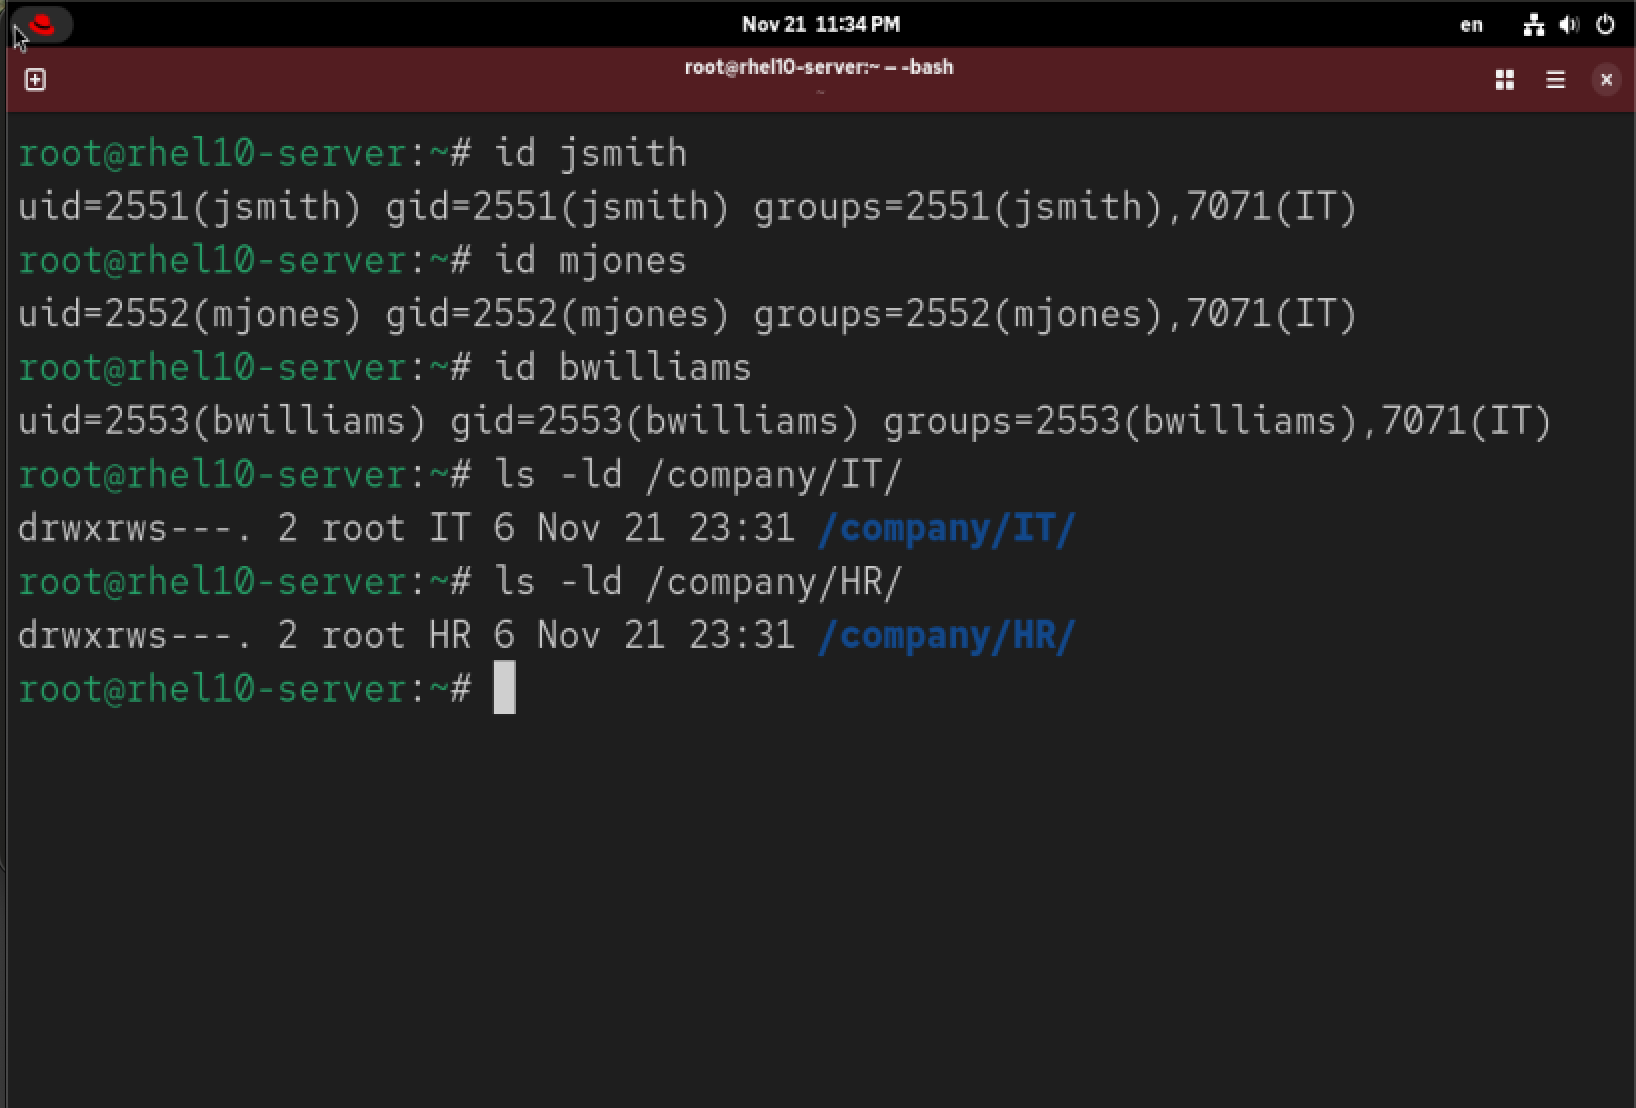 Nov 21 11:34 PM
en
root@rhel10-server:~ – -bash
~
root@rhel10-server:~# id jsmith
uid=2551(jsmith) gid=2551(jsmith) groups=2551(jsmith),7071(IT)
root@rhel10-server:~# id mjones
uid=2552(mjones) gid=2552(mjones) groups=2552(mjones),7071(IT)
root@rhel10-server:~# id bwilliams
uid=2553(bwilliams) gid=2553(bwilliams) groups=2553(bwilliams),7071(IT)
root@rhel10-server:~# ls -ld /company/IT/
drwxrws---. 2 root IT 6 Nov 21 23:31 /company/IT/
root@rhel10-server:~# ls -ld /company/HR/
drwxrws---. 2 root HR 6 Nov 21 23:31 /company/HR/
root@rhel10-server:~#